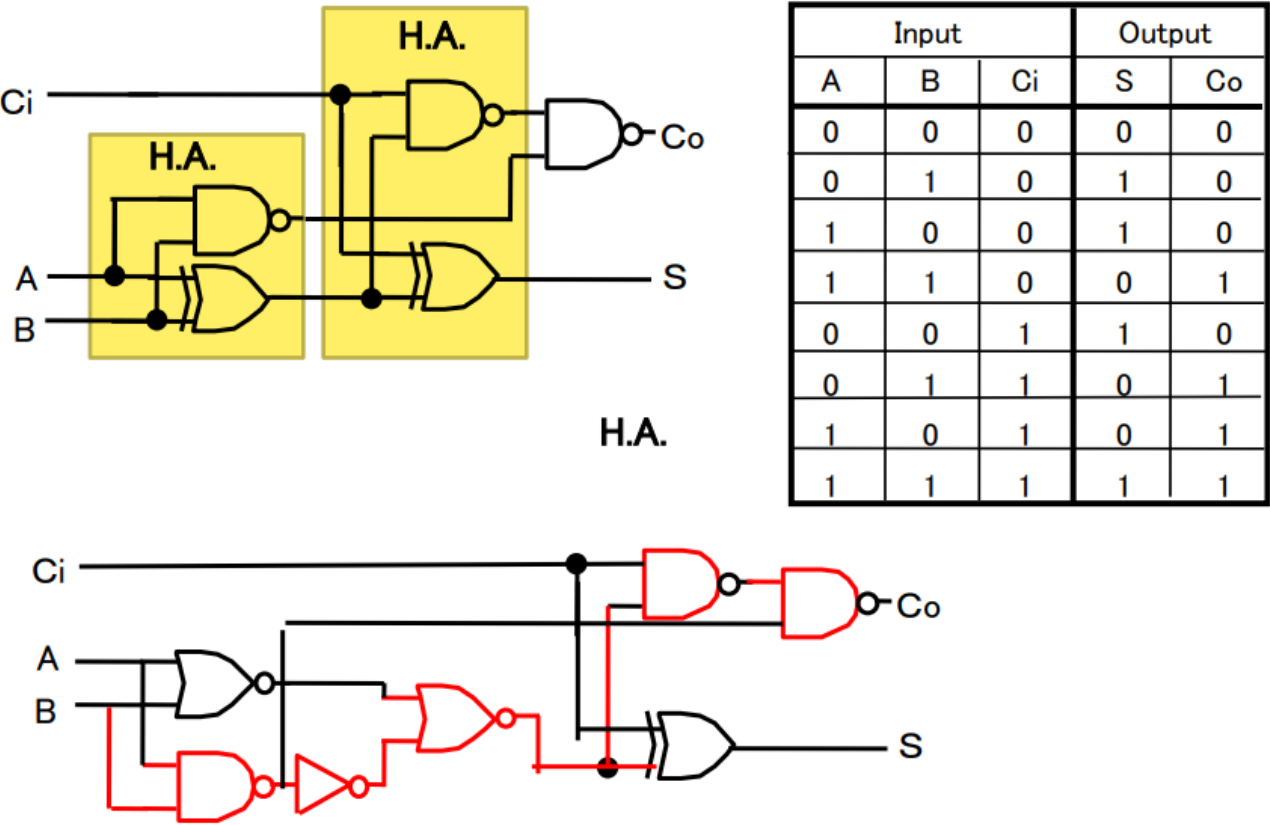 H.A.
Ci
H.A.
Co
A
B
S
Input Output
A B Ci S Co
0 0 0 0 0
0 1 0 1 0
1 0 0 1 0
1 1 0 0 1
0 0 1 1 0
0 1 1 0 1
1 0 1 0 1
1 1 1 1 1
H.A.
Ci
Co
A
B
S